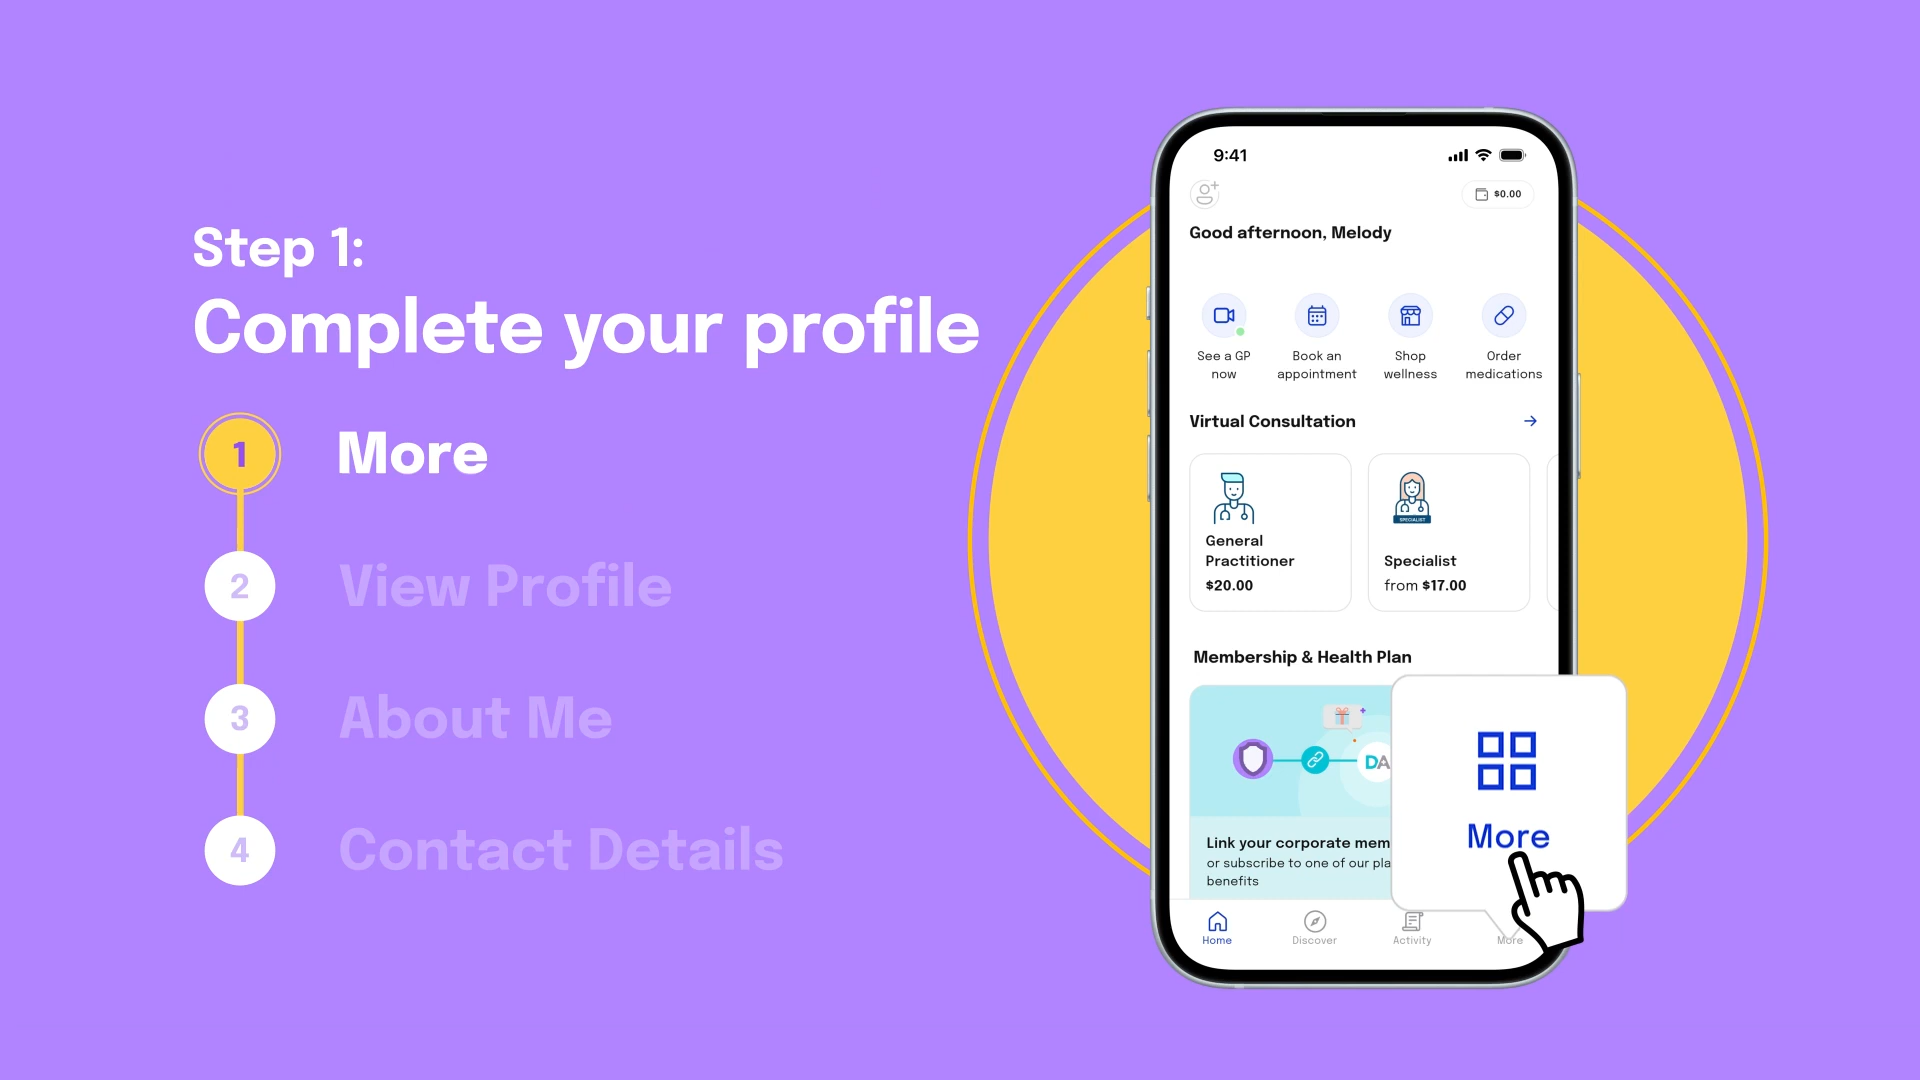 Step 1:
Complete your profile
1
More
2
View Profile
3
About Me
4
Contact Details
9:41
$0.00
Good afternoon, Melody
See a GP
now
Book an
appointment
Shop
wellness
Order
medications
Virtual Consultation
SPECIALIST
General
Practitioner
$20.00
Specialist
from $17.00
Membership & Health Plan
DA
Link your corporate mem
or subscribe to one of our pla
benefits
More
Home
Discover
Activity
More